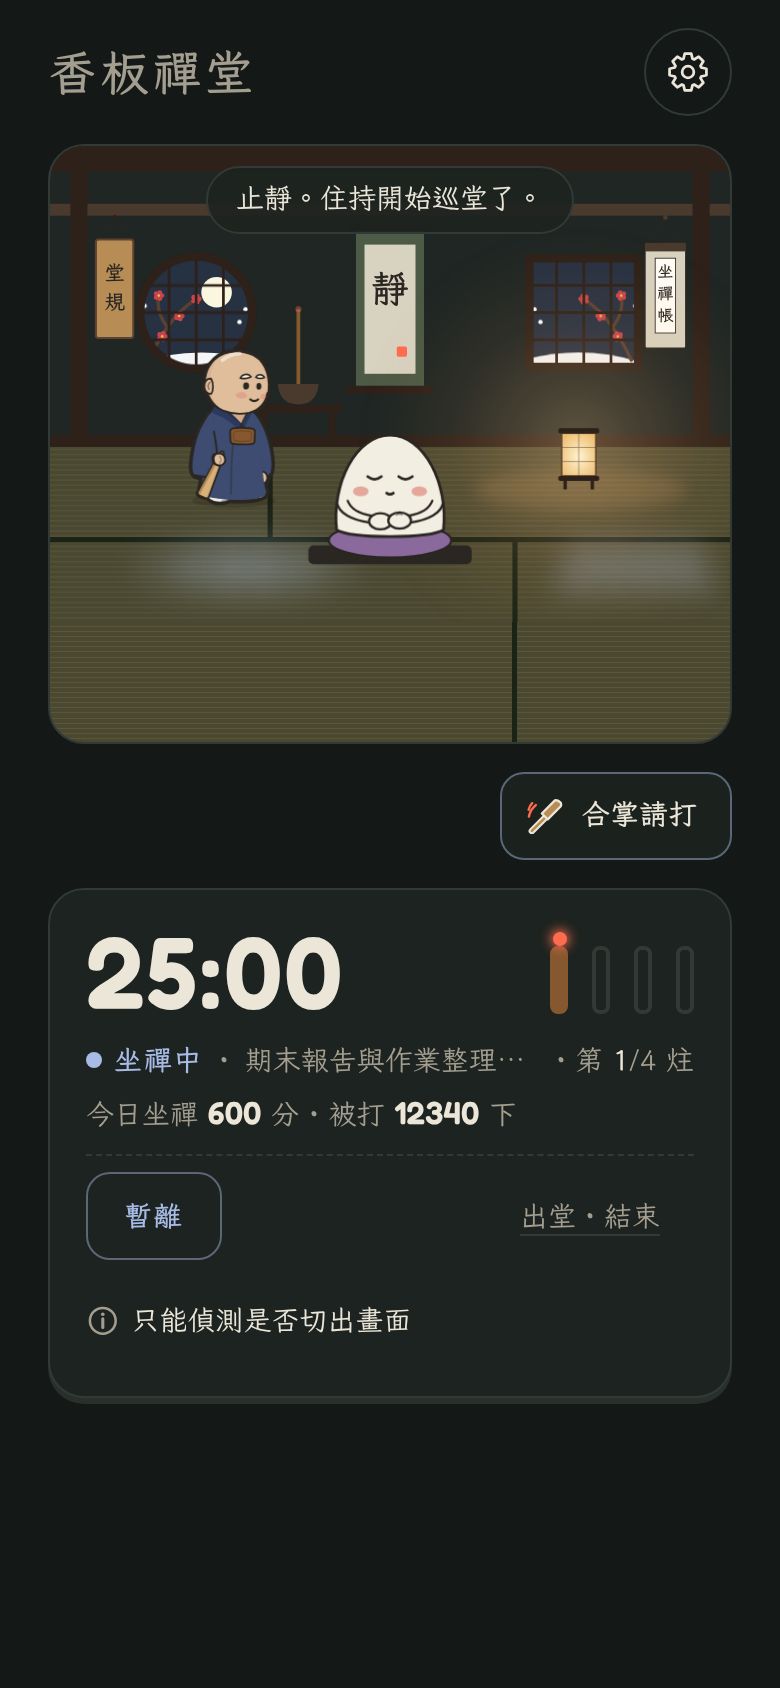 香板禪堂
止靜。住持開始巡堂了。
堂規
靜
坐禪帳
合掌請打
25:00
坐禪中 · 期末報告與作業整理… · 第 1/4 炷
今日坐禪 600 分 · 被打 12340 下
暫離
出堂 · 結束
只能偵測是否切出畫面